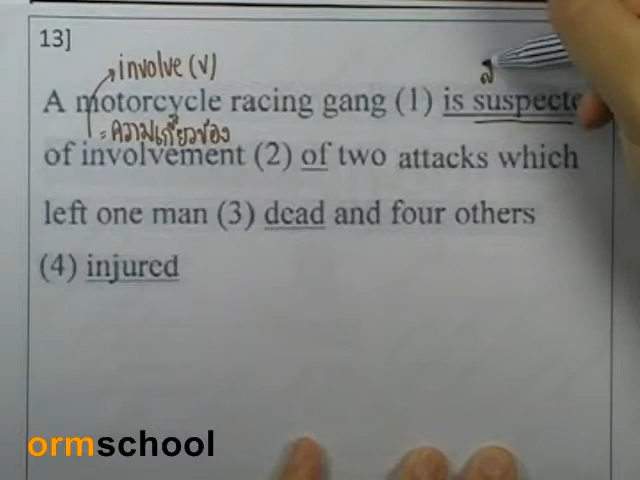 13]
involve (v)
ส
A motorcycle racing gang (1) is suspecte
= ความเกี่ยวข้อง
of involvement (2) of two attacks which
left one man (3) dead and four others
(4) injured
ormschool